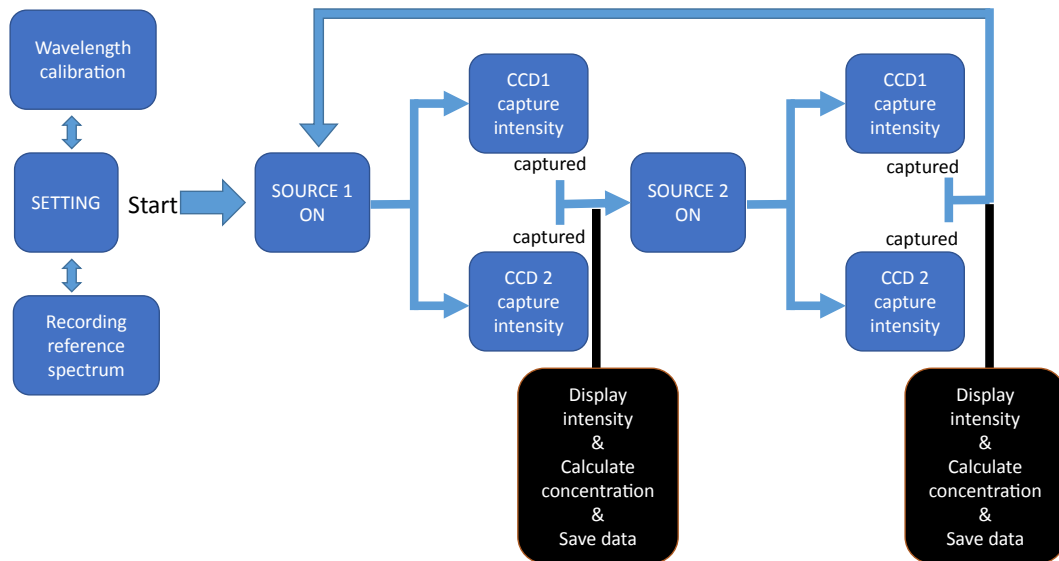 Wavelength
calibration
SETTING
Recording
reference
spectrum
Start
SOURCE 1
ON
CCD1
capture
intensity
captured
captured
CCD 2
capture
intensity
Display
intensity
&
Calculate
concentration
&
Save data
SOURCE 2
ON
CCD1
capture
intensity
captured
captured
CCD 2
capture
intensity
Display
intensity
&
Calculate
concentration
&
Save data